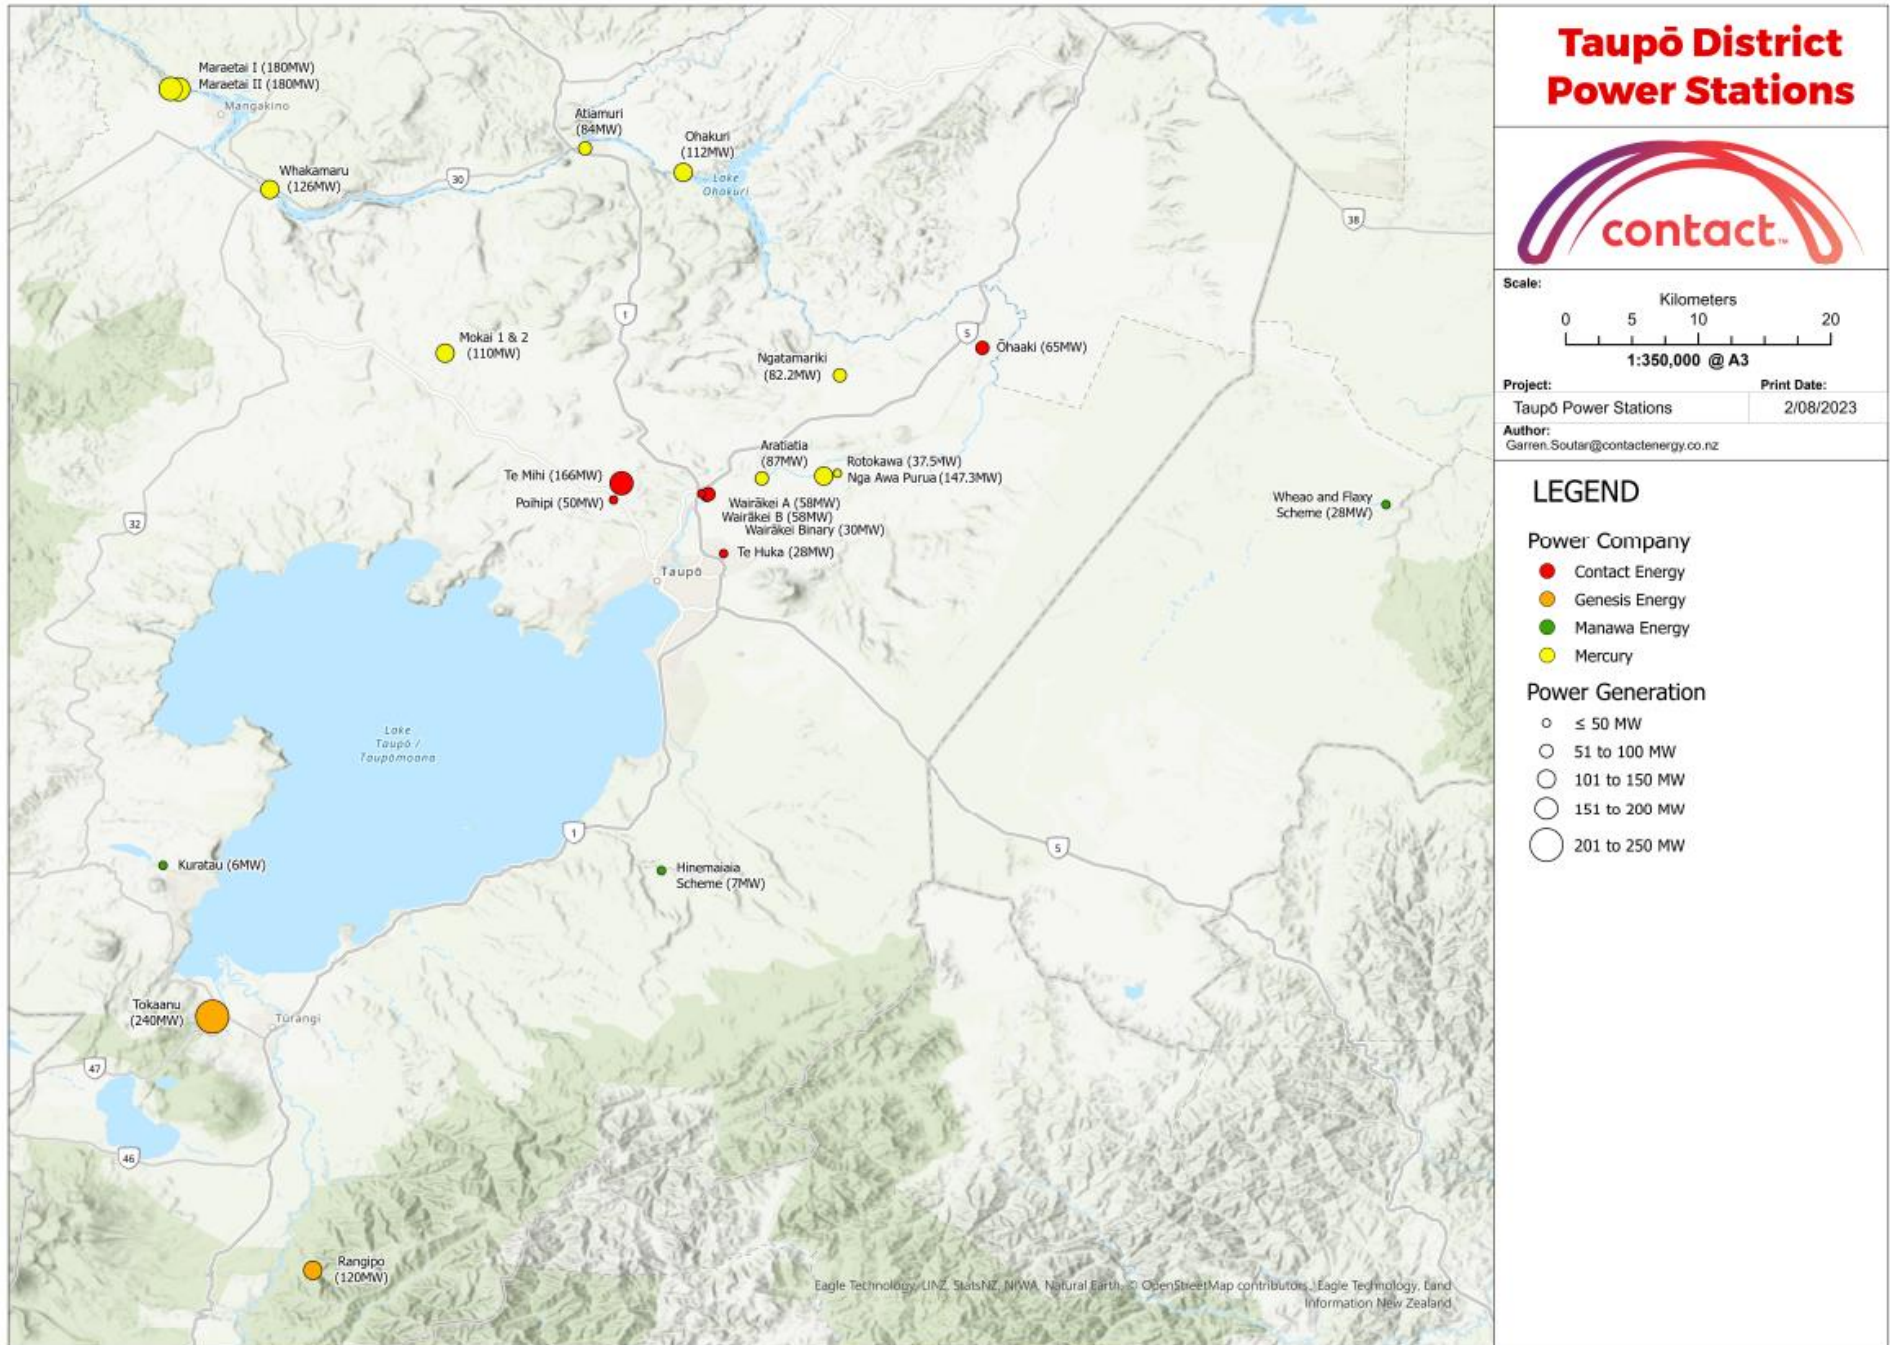 Taupō District
Power Stations
contact™
Scale:
Kilometers
0 5 10 20
1:350,000 @ A3
Project: Print Date:
Taupō Power Stations 2/08/2023
Author:
Garren.Soutar@contactenergy.co.nz
LEGEND
Power Company
Contact Energy
Genesis Energy
Manawa Energy
Mercury
Power Generation
≤ 50 MW
51 to 100 MW
101 to 150 MW
151 to 200 MW
201 to 250 MW
Maraetai I (180MW)
Maraetai II (180MW)
Mangakino
Atiamuri
(84MW)
Ohakuri
(112MW)
Lake
Ohakuri
Whakamaru
(126MW)
30
38
1
5
Mokai 1 & 2
(110MW)
Ōhaaki (65MW)
Ngatamariki
(82.2MW)
Aratiatia
(87MW)
Rotokawa (37.5MW)
Nga Awa Purua (147.3MW)
Te Mihi (166MW)
Poihipi (50MW)
Wairākei A (58MW)
Wairākei B (58MW)
Wairākei Binary (30MW)
Wheao and Flaxy
Scheme (28MW)
32
Te Huka (28MW)
Taupō
Lake
Taupō /
Taupōmoana
1
5
Kuratau (6MW)
Hinemaiaia
Scheme (7MW)
Tokaanu
(240MW)
Tūrangi
47
46
Rangipo
(120MW)
Eagle Technology, LINZ, StatsNZ, NIWA, Natural Earth, © OpenStreetMap contributors., Eagle Technology, Land
Information New Zealand